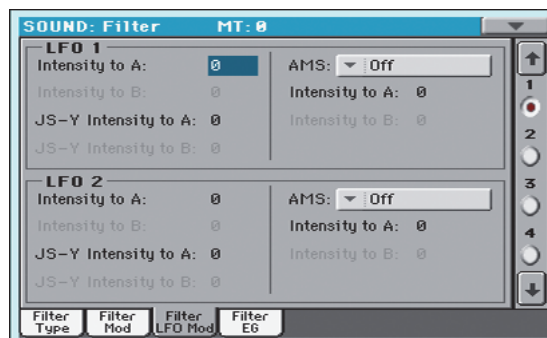 SOUND: Filter MT: 0
LFO 1
Intensity to A: 0 AMS: Off
Intensity to B: 0 Intensity to A: 0
JS-Y Intensity to A: 0 Intensity to B: 0
JS-Y Intensity to B: 0
LFO 2
Intensity to A: 0 AMS: Off
Intensity to B: 0 Intensity to A: 0
JS-Y Intensity to A: 0 Intensity to B: 0
JS-Y Intensity to B: 0
1
2
3
4
Filter Type
Filter Mod
Filter LFO Mod
Filter EG